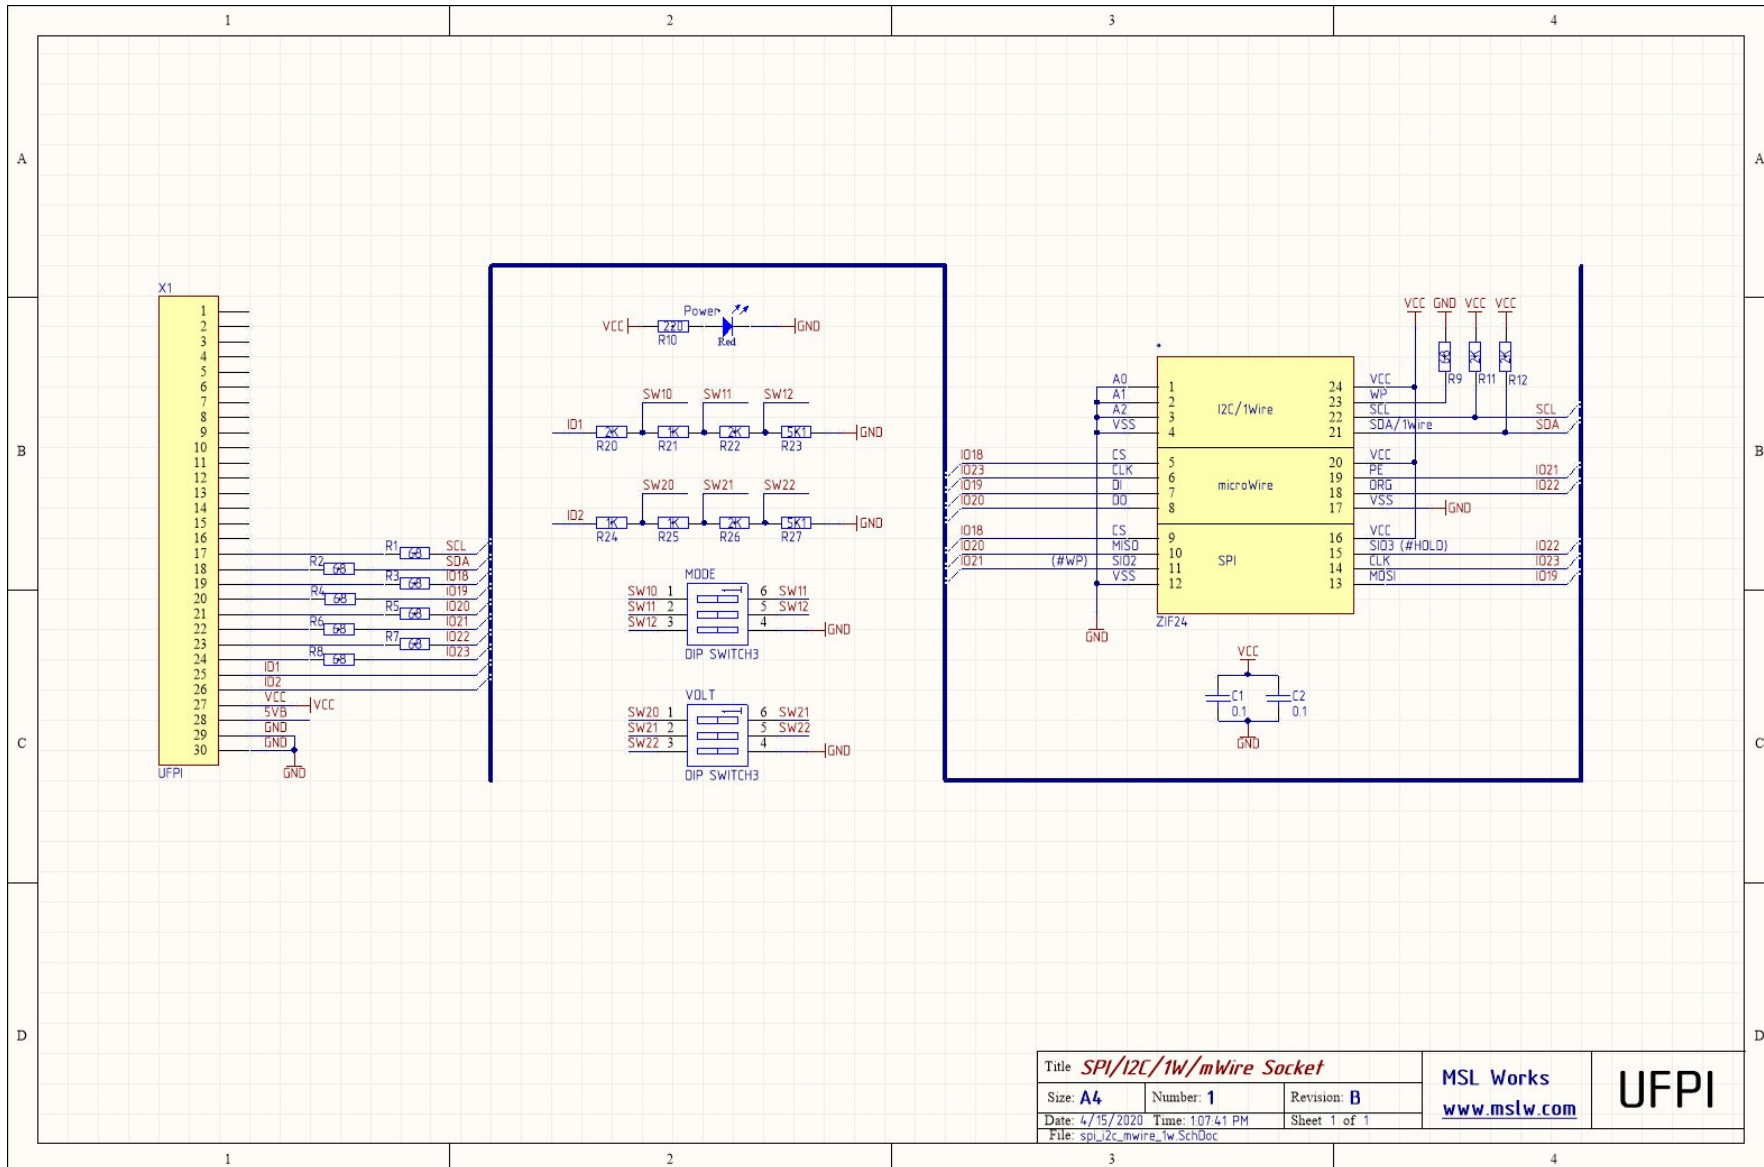 1 2 3 4
A A
B B
C C
D D
X1
1
2
3
4
5
6
7
8
9
10
11
12
13
14
15
16
17 R1 68 SCL
18 R2 68 SDA
19 R3 68 IO18
20 R4 68 IO19
21 R5 68 IO20
22 R6 68 IO21
23 R7 68 IO22
24 R8 68 IO23
25 ID1
26 ID2
27 VCC VCC
28 5VB
29 GND
30 GND
UFPI GND
Power
VCC 220 GND
R10 Red
SW10 SW11 SW12
ID1 2K 1K 2K 5K1 GND
R20 R21 R22 R23
SW20 SW21 SW22
ID2 1K 1K 2K 5K1 GND
R24 R25 R26 R27
MODE
SW10 1 6 SW11
SW11 2 5 SW12
SW12 3 4 GND
DIP SWITCH3
VOLT
SW20 1 6 SW21
SW21 2 5 SW22
SW22 3 4 GND
DIP SWITCH3
VCC GND VCC VCC
68 2K 2K
R9 R11 R12
*
A0 1 24 VCC
A1 2 23 WP
A2 3 I2C/1Wire 22 SCL SCL
VSS 4 21 SDA/1Wire SDA
IO18 CS 5 20 VCC
IO23 CLK 6 19 PE IO21
IO19 DI 7 microWire 18 ORG IO22
IO20 DO 8 17 VSS GND
IO18 CS 9 16 VCC
IO20 MISO 10 15 SIO3 (#HOLD) IO22
IO21 (#WP) SIO2 11 SPI 14 CLK IO23
VSS 12 13 MOSI IO19
GND ZIF24
VCC
C1 C2
0.1 0.1
GND
Title SPI/I2C/1W/mWire Socket
Size: A4 Number: 1 Revision: B
Date: 4/15/2020 Time: 1:07:41 PM Sheet 1 of 1
File: spi_i2c_mwire_1w.SchDoc
MSL Works
www.mslw.com
UFPI
1 2 3 4